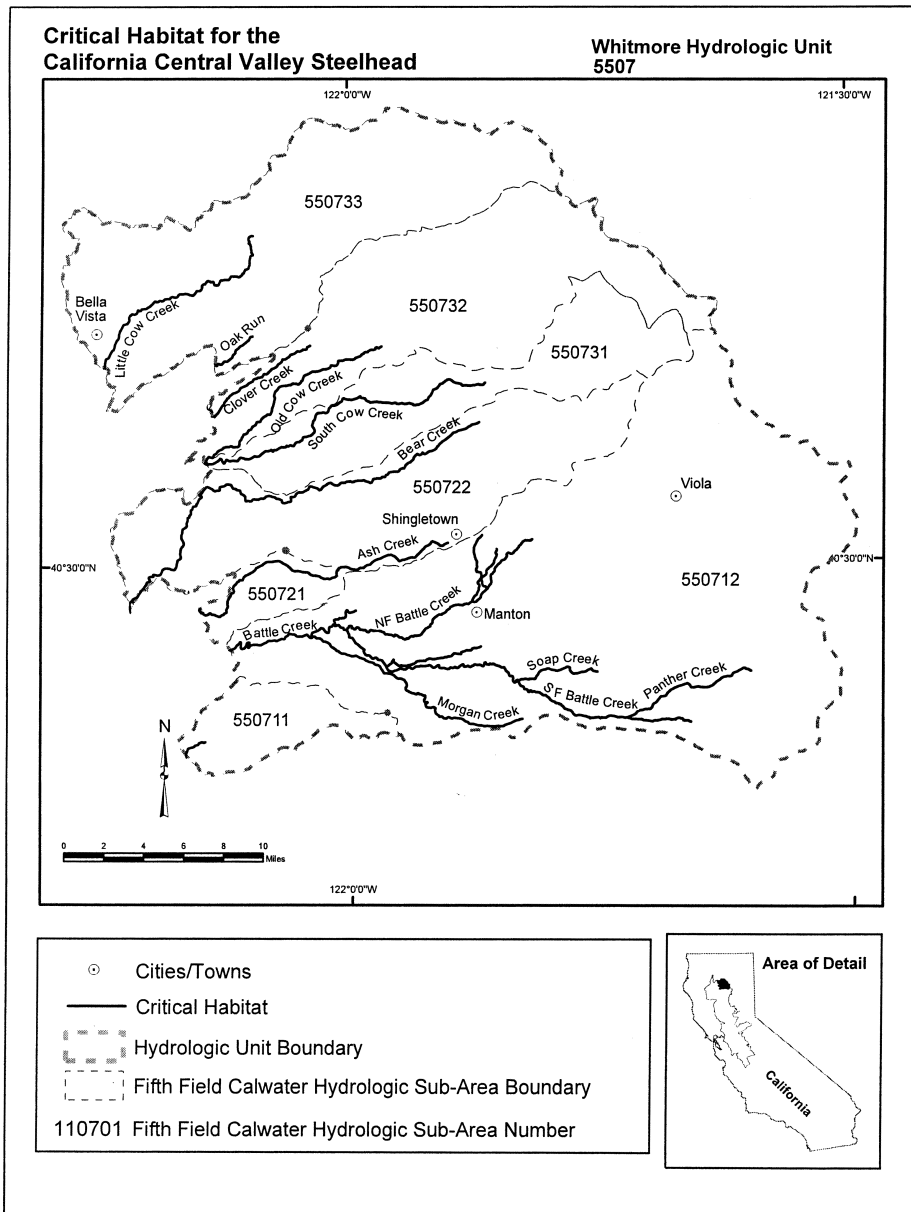 Critical Habitat for the
California Central Valley Steelhead
Whitmore Hydrologic Unit
5507
122°0'0"W
121°30'0"W
550733
Bella
Vista
Little Cow Creek
Oak Run
550732
550731
Clover Creek
Old Cow Creek
South Cow Creek
Bear Creek
550722
Viola
Shingletown
Ash Creek
40°30'0"N
40°30'0"N
550721
550712
NF Battle Creek
Manton
Battle Creek
Soap Creek
SF Battle Creek
Panther Creek
Morgan Creek
550711
N
0 2 4 6 8 10
Miles
122°0'0"W
Cities/Towns
Critical Habitat
Hydrologic Unit Boundary
Fifth Field Calwater Hydrologic Sub-Area Boundary
110701 Fifth Field Calwater Hydrologic Sub-Area Number
Area of Detail
California